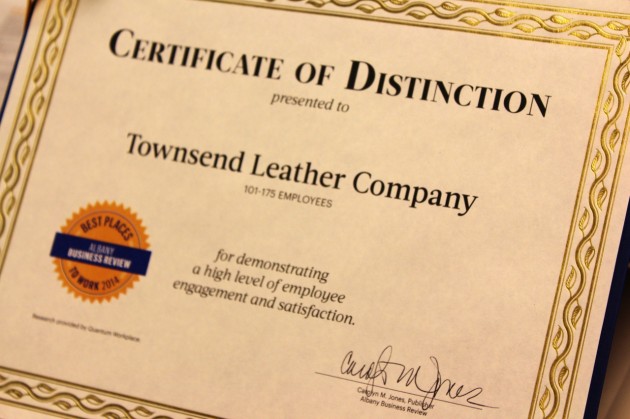 CERTIFICATE OF DISTINCTION
presented to
Townsend Leather Company
101-175 EMPLOYEES
BEST PLACES
ALBANY
BUSINESS REVIEW
TO WORK 2014
for demonstrating
a high level of employee
engagement and satisfaction.
Research provided by Quantum Workplace
Carolyn M. Jones
Carolyn M. Jones, Publisher
Albany Business Review